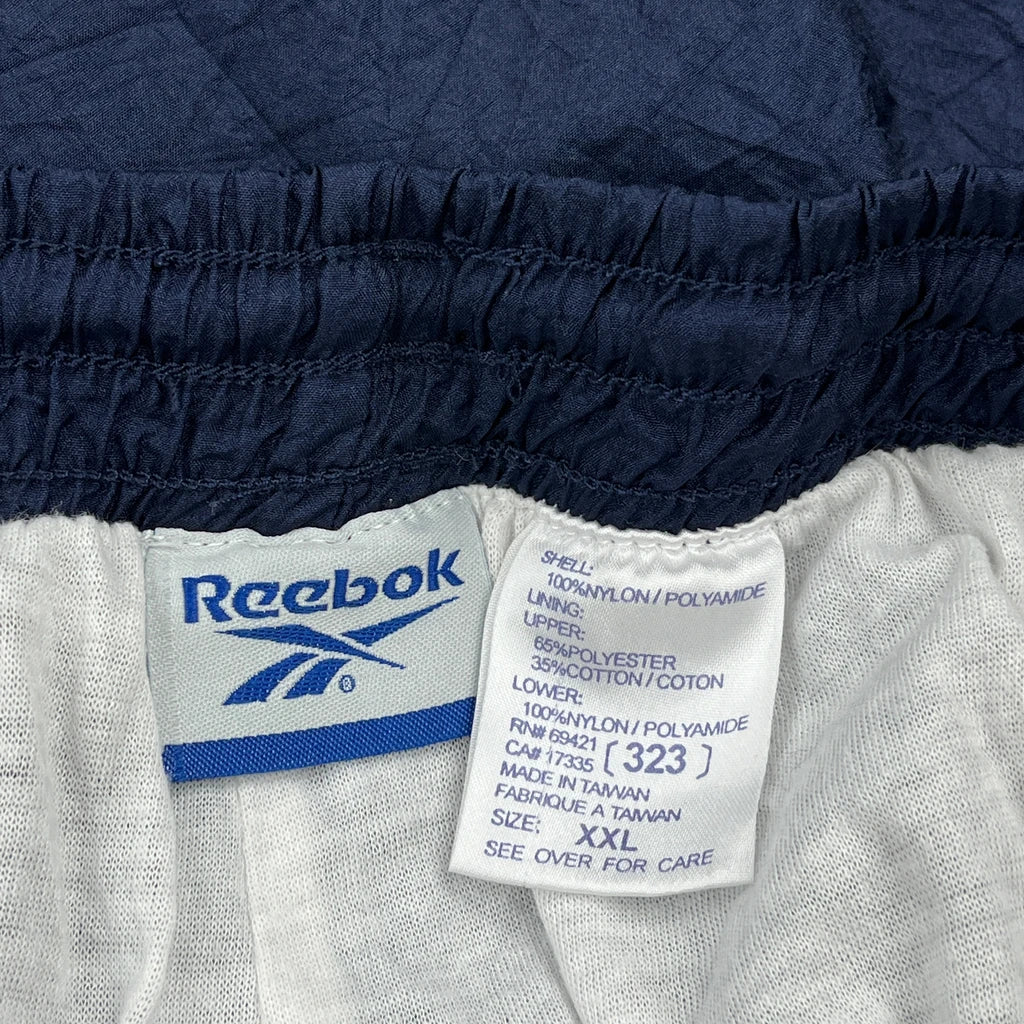 Reebok
®
SHELL:
100%NYLON / POLYAMIDE
LINING:
UPPER:
65%POLYESTER
35%COTTON / COTON
LOWER:
100%NYLON / POLYAMIDE
RN# 69421
CA# 17335 [ 323 ]
MADE IN TAIWAN
FABRIQUE A TAIWAN
SIZE: XXL
SEE OVER FOR CARE